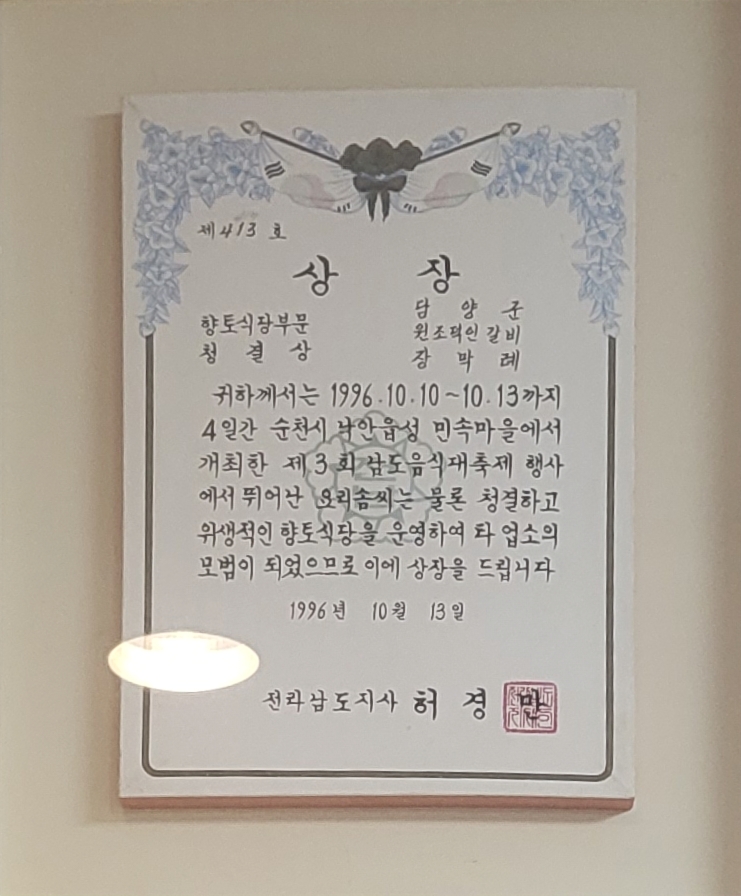 제413호
상 장
향토식당부문
청결상
담양군
원조떡인갈비
장막례
귀하께서는 1996.10.10~10.13까지
4일간 순천시 낙안읍성 민속마을에서
개최한 제3회 남도음식대축제 행사
에서 뛰어난 요리솜씨는 물론 청결하고
위생적인 향토식당을 운영하여 타 업소의
모범이 되었으므로 이에 상장을 드립니다
1996년 10월 13일
전라남도지사 허경만